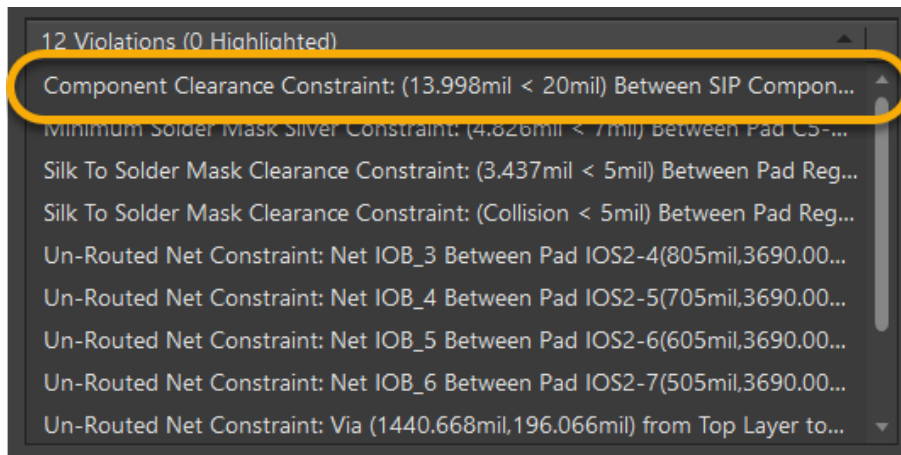 12 Violations (0 Highlighted)
Component Clearance Constraint: (13.998mil < 20mil) Between SIP Compon...
Minimum Solder Mask Sliver Constraint: (4.826mil < 7mil) Between Pad C5-...
Silk To Solder Mask Clearance Constraint: (3.437mil < 5mil) Between Pad Reg...
Silk To Solder Mask Clearance Constraint: (Collision < 5mil) Between Pad Reg...
Un-Routed Net Constraint: Net IOB_3 Between Pad IOS2-4(805mil,3690.00...
Un-Routed Net Constraint: Net IOB_4 Between Pad IOS2-5(705mil,3690.00...
Un-Routed Net Constraint: Net IOB_5 Between Pad IOS2-6(605mil,3690.00...
Un-Routed Net Constraint: Net IOB_6 Between Pad IOS2-7(505mil,3690.00...
Un-Routed Net Constraint: Via (1440.668mil,196.066mil) from Top Layer to...